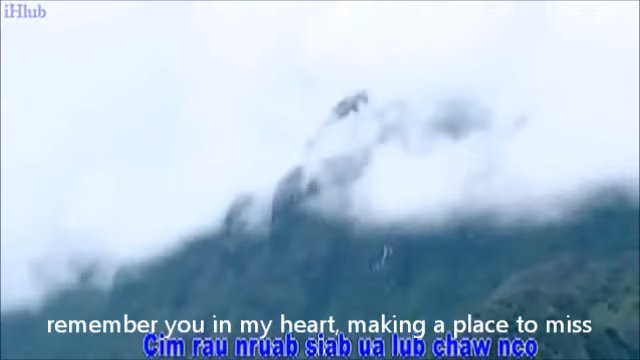 iHlub
remember you in my heart, making a place to miss
Cim rau nruab siab ua lub chaw nco